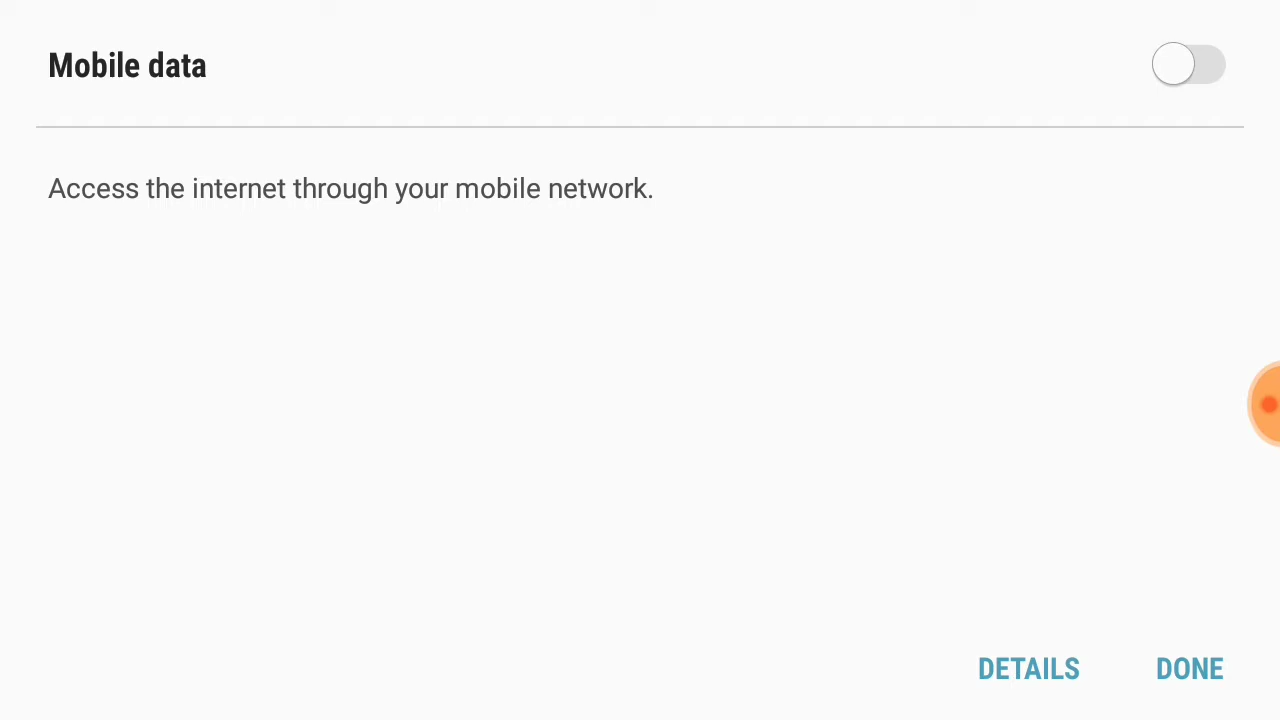 Mobile data
Access the internet through your mobile network.
DETAILS DONE